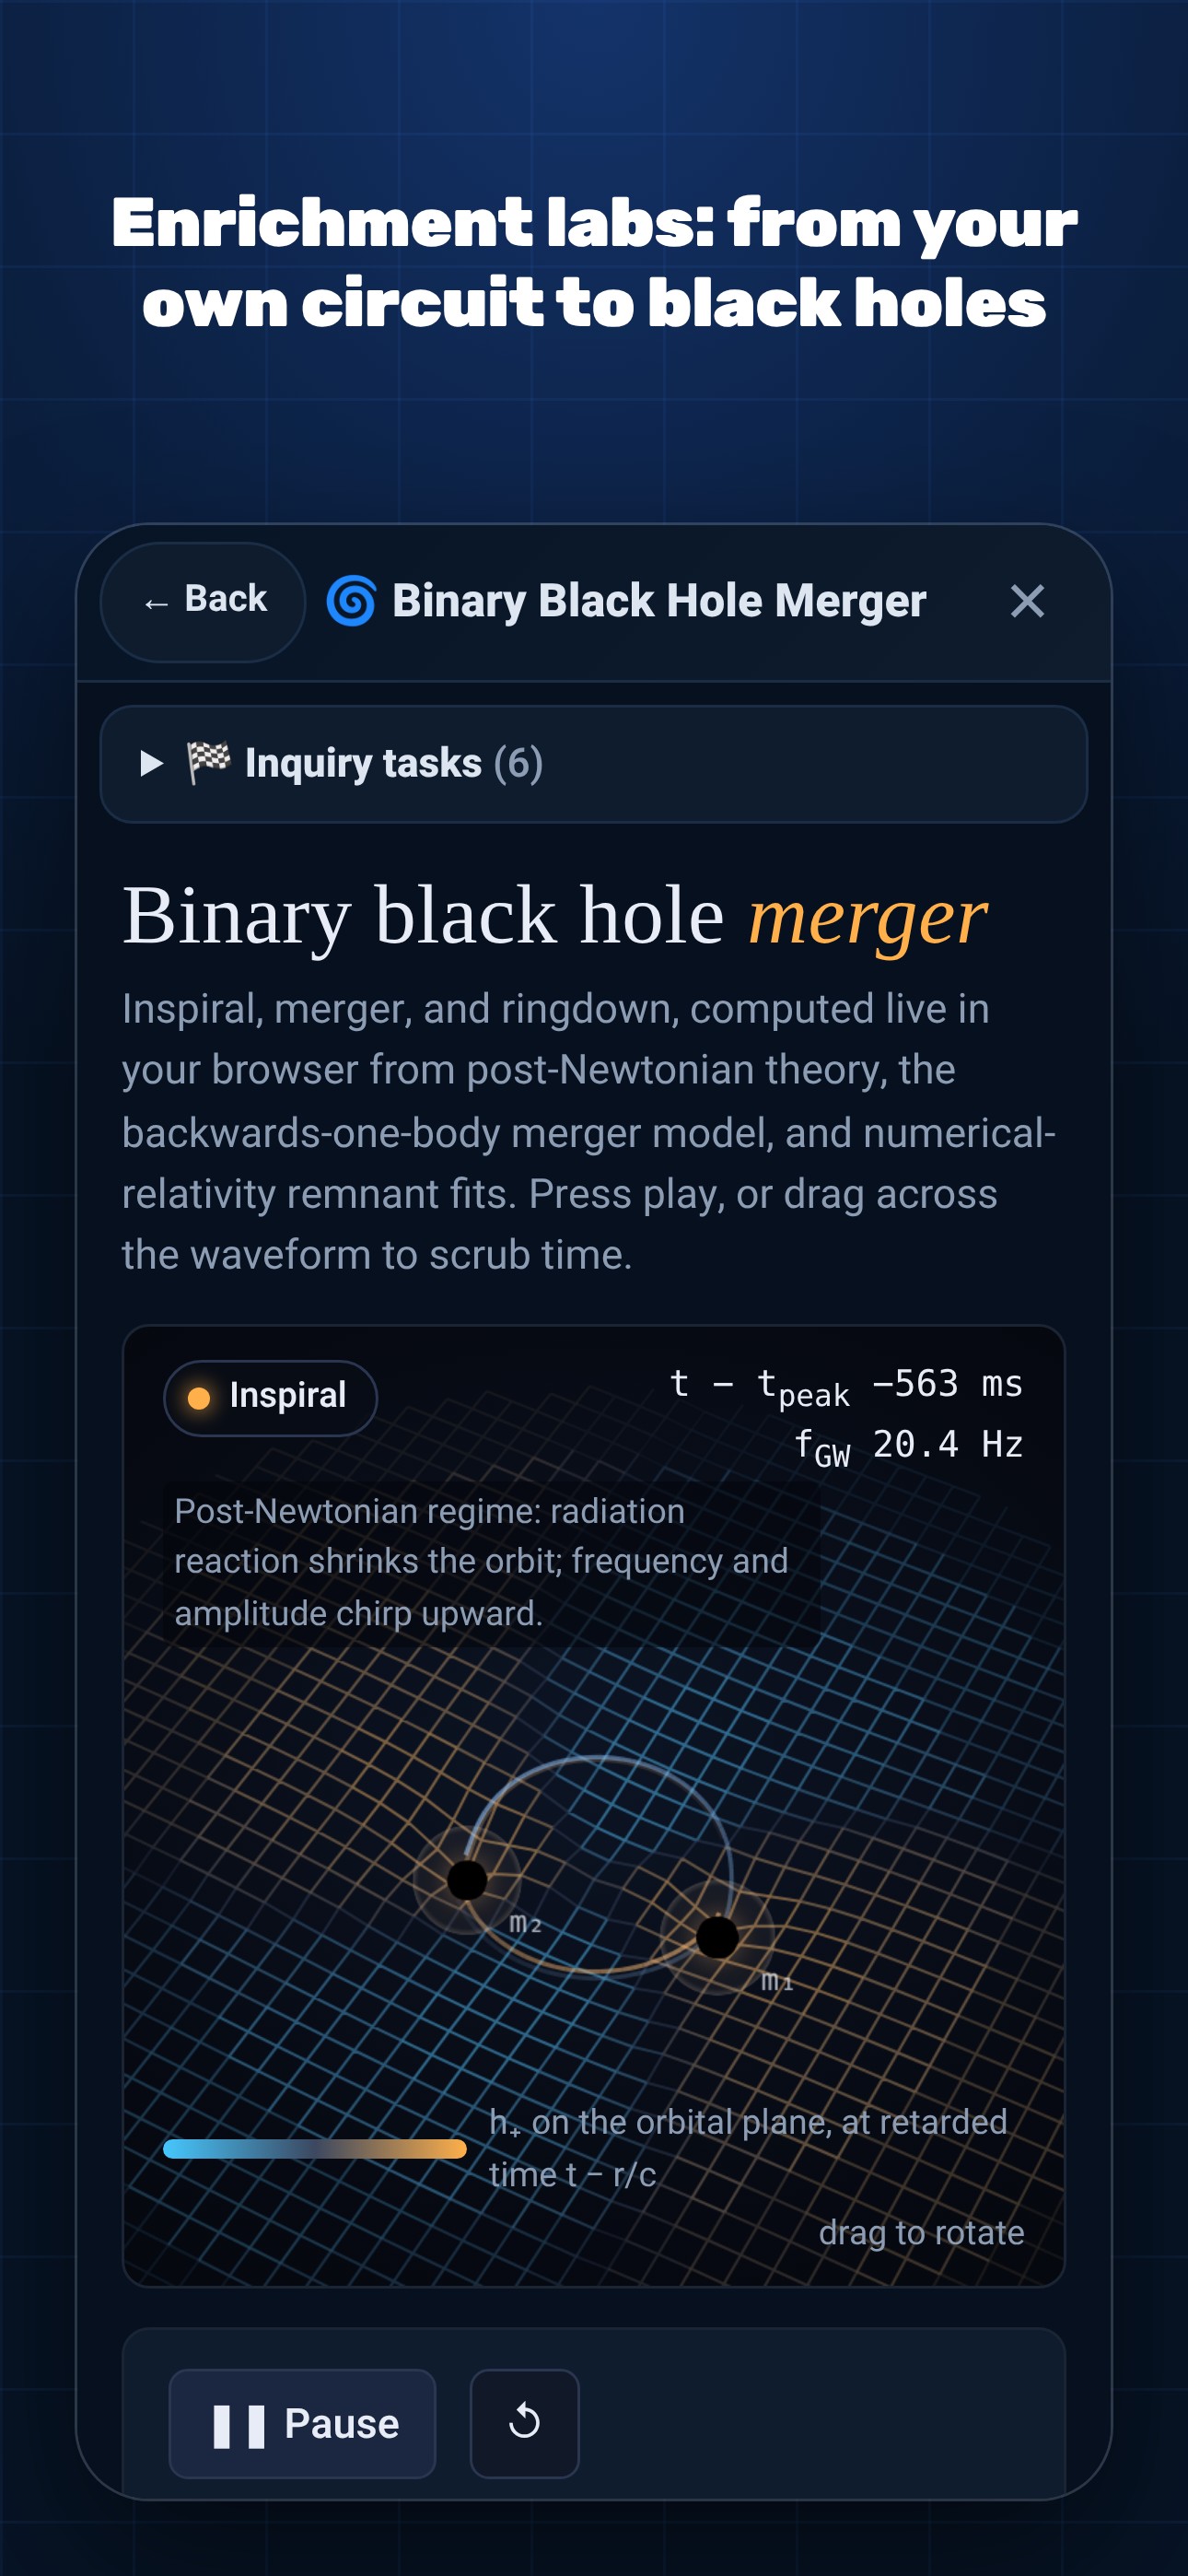 Enrichment labs: from your
own circuit to black holes
← Back 🌀 Binary Black Hole Merger ✕
▶ 🏁 Inquiry tasks (6)
Binary black hole merger
Inspiral, merger, and ringdown, computed live in
your browser from post-Newtonian theory, the
backwards-one-body merger model, and numerical-
relativity remnant fits. Press play, or drag across
the waveform to scrub time.
Inspiral
t − tpeak −563 ms
fGW 20.4 Hz
Post-Newtonian regime: radiation
reaction shrinks the orbit; frequency and
amplitude chirp upward.
m₂
m₁
h₊ on the orbital plane, at retarded
time t − r/c
drag to rotate
❚❚ Pause